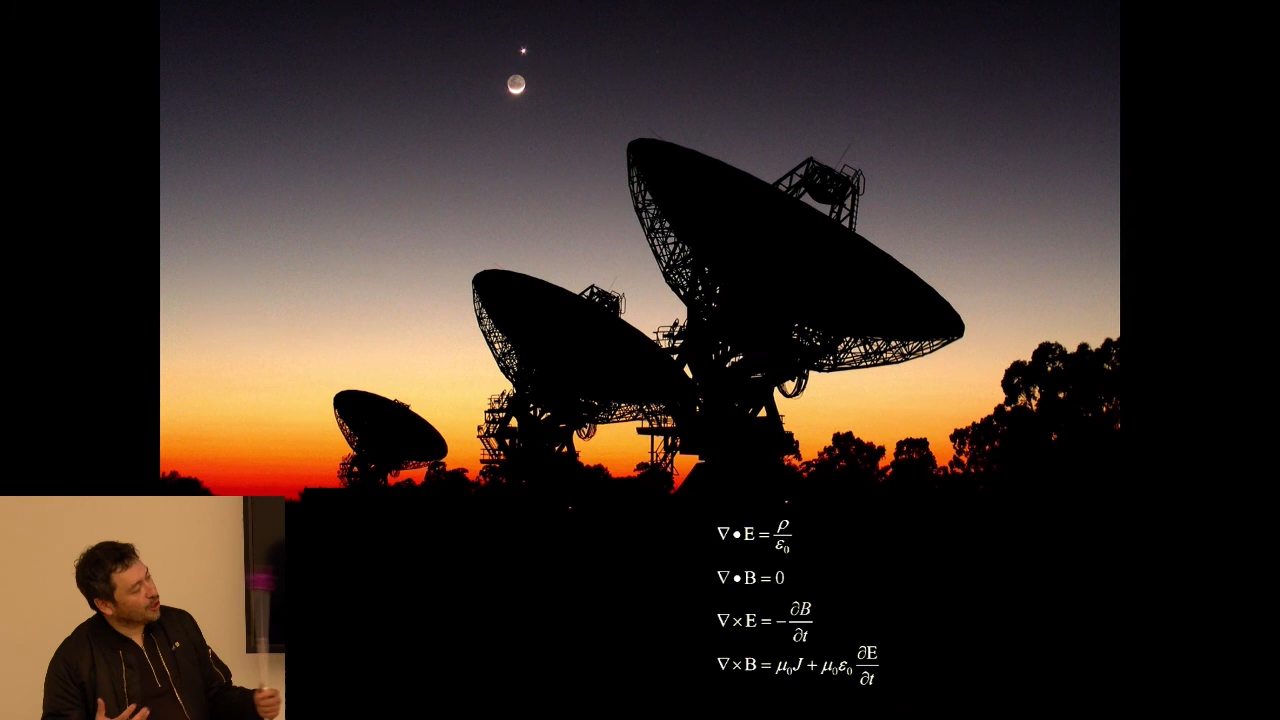 ∇•E = ρ/ε₀
∇•B = 0
∇×E = −∂B/∂t
∇×B = μ₀J + μ₀ε₀ ∂E/∂t